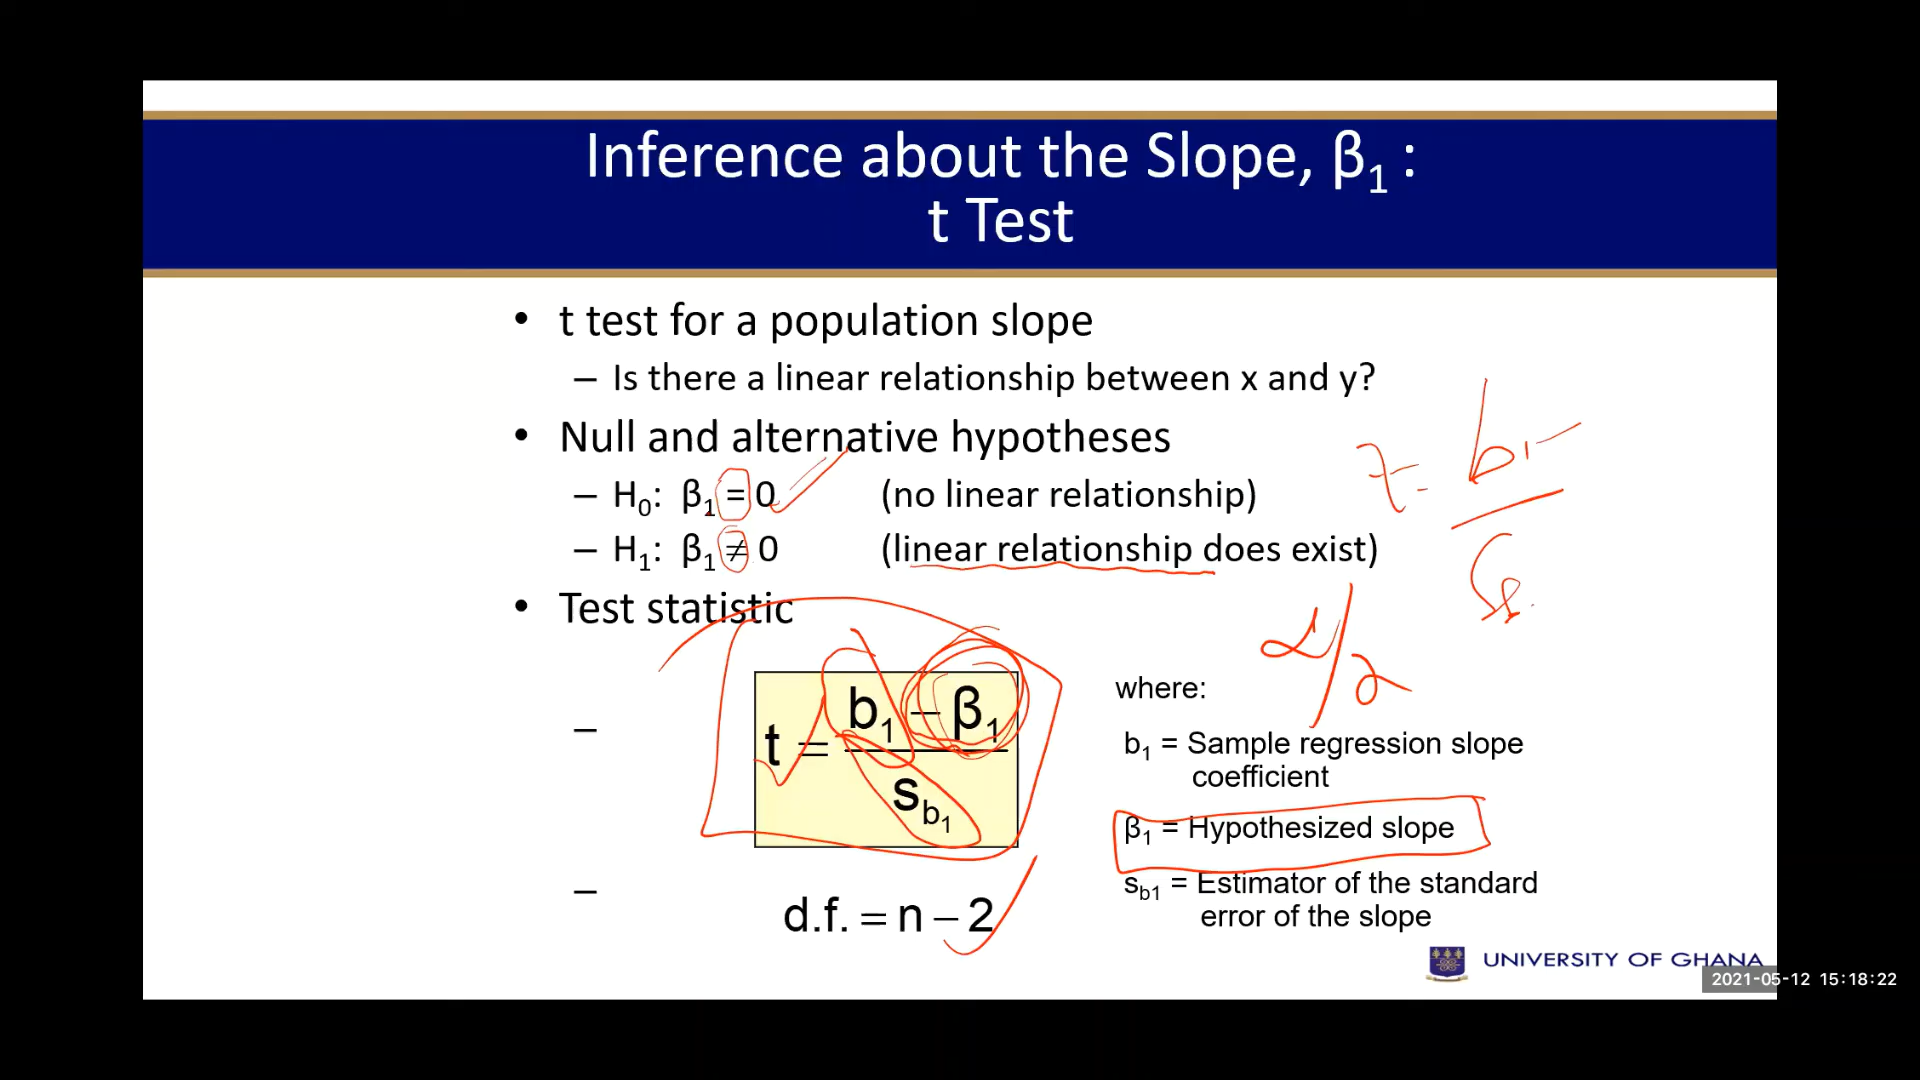 Inference about the Slope, β₁ :
t Test
• t test for a population slope
– Is there a linear relationship between x and y?
• Null and alternative hypotheses
– H₀: β₁ = 0 (no linear relationship)
– H₁: β₁ ≠ 0 (linear relationship does exist)
t = b₁ –
• Test statistic
α/2
–
t = (b₁ – β₁) / s_b₁
where:
b₁ = Sample regression slope
coefficient
β₁ = Hypothesized slope
s_b1 = Estimator of the standard
error of the slope
–
d.f. = n – 2
UNIVERSITY OF GHANA
2021-05-12 15:18:22